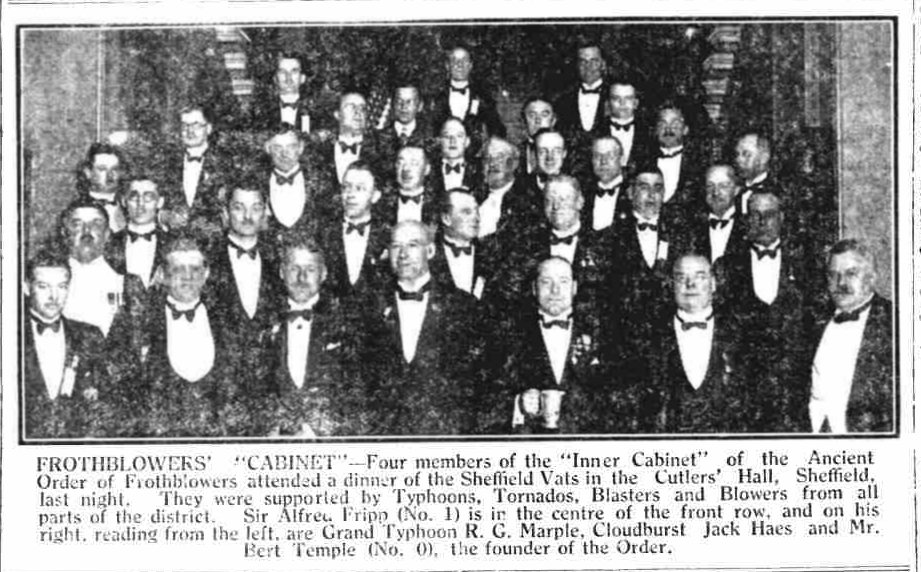 FROTHBLOWERS' "CABINET"—Four members of the "Inner Cabinet" of the Ancient
Order of Frothblowers attended a dinner of the Sheffield Vats in the Cutlers' Hall, Sheffield,
last night. They were supported by Typhoons, Tornados, Blasters and Blowers from all
parts of the district. Sir Alfred Fripp (No. 1) is in the centre of the front row, and on his
right, reading from the left, are Grand Typhoon R. G. Marple, Cloudburst Jack Haes and Mr.
Bert Temple (No. 0), the founder of the Order.